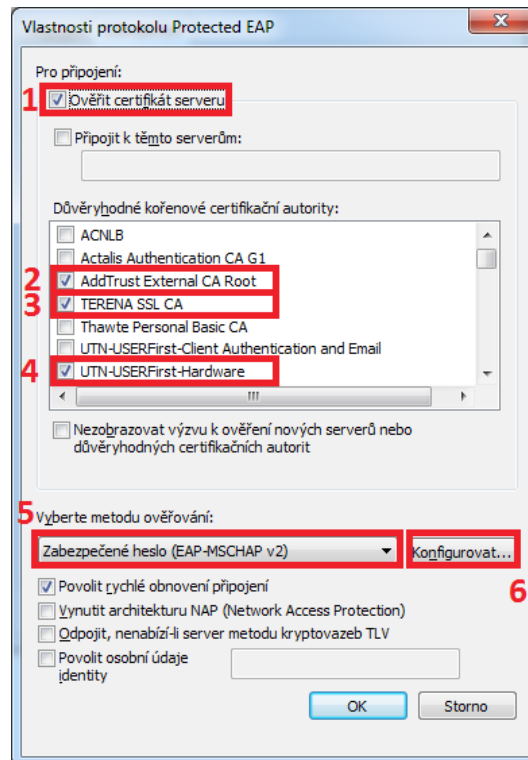 Vlastnosti protokolu Protected EAP
Pro připojení:
1 Ověřit certifikát serveru
Připojit k těmto serverům:
Důvěryhodné kořenové certifikační autority:
ACNLB
Actalis Authentication CA G1
2 AddTrust External CA Root
3 TERENA SSL CA
Thawte Personal Basic CA
UTN-USERFirst-Client Authentication and Email
4 UTN-USERFirst-Hardware
Nezobrazovat výzvu k ověření nových serverů nebo
důvěryhodných certifikačních autorit
5 Vyberte metodu ověřování:
Zabezpečené heslo (EAP-MSCHAP v2) Konfigurovat...
6
Povolit rychlé obnovení připojení
Vynutit architekturu NAP (Network Access Protection)
Odpojit, nenabízí-li server metodu kryptovazeb TLV
Povolit osobní údaje
identity
OK Storno